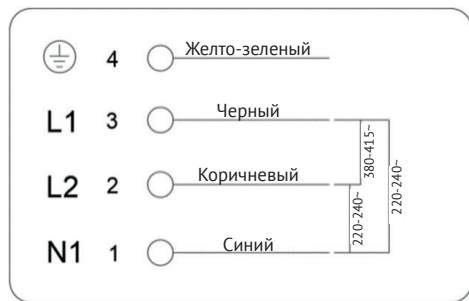 4 Желто-зеленый
L1 3 Черный
380-415~
220-240~
L2 2 Коричневый
220-240~
N1 1 Синий